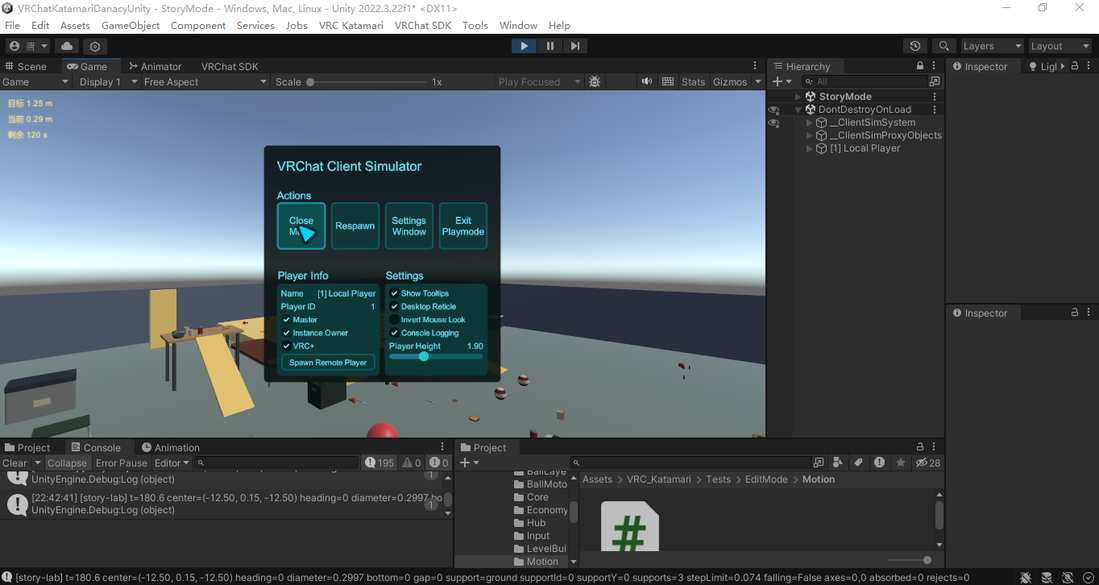 VRChatKatamariDanacyUnity - StoryMode - Windows, Mac, Linux - Unity 2022.3.22f1* <DX11>
File Edit Assets GameObject Component Services Jobs VRC Katamari VRChat SDK Tools Window Help
唐 Layers Layout
Scene Game Animator VRChat SDK
Game Display 1 Free Aspect Scale 1x Play Focused Stats Gizmos
目标 1.25 m
当前 0.29 m
剩余 120 s
VRChat Client Simulator
Actions
Close
Respawn
Settings Window
Exit Playmode
Player Info
Name [1] Local Player
Player ID 1
Master
Instance Owner
VRC+
Spawn Remote Player
Settings
Show Tooltips
Desktop Reticle
Invert Mouse Look
Console Logging
Player Height 1.90
Hierarchy
All
StoryMode
DontDestroyOnLoad
__ClientSimSystem
__ClientSimProxyObjects
[1] Local Player
Inspector Ligl
Inspector
Project Console Animation
Clear Collapse Error Pause Editor 195 0 0
UnityEngine.Debug:Log (object) 1
[22:42:41] [story-lab] t=180.6 center=(-12.50, 0.15, -12.50) heading=0 diameter=0.2997 bo
UnityEngine.Debug:Log (object) 1
Project
28
BallLaye
BallMoto
Core
Economy
Hub
Input
LevelBui
Motion
Assets > VRC_Katamari > Tests > EditMode > Motion
#
[story-lab] t=180.6 center=(-12.50, 0.15, -12.50) heading=0 diameter=0.2997 bottom=0 gap=0 support=ground supportId=0 supportY=0 supports=3 stepLimit=0.074 falling=False axes=0,0 absorbed=0 rejects=0